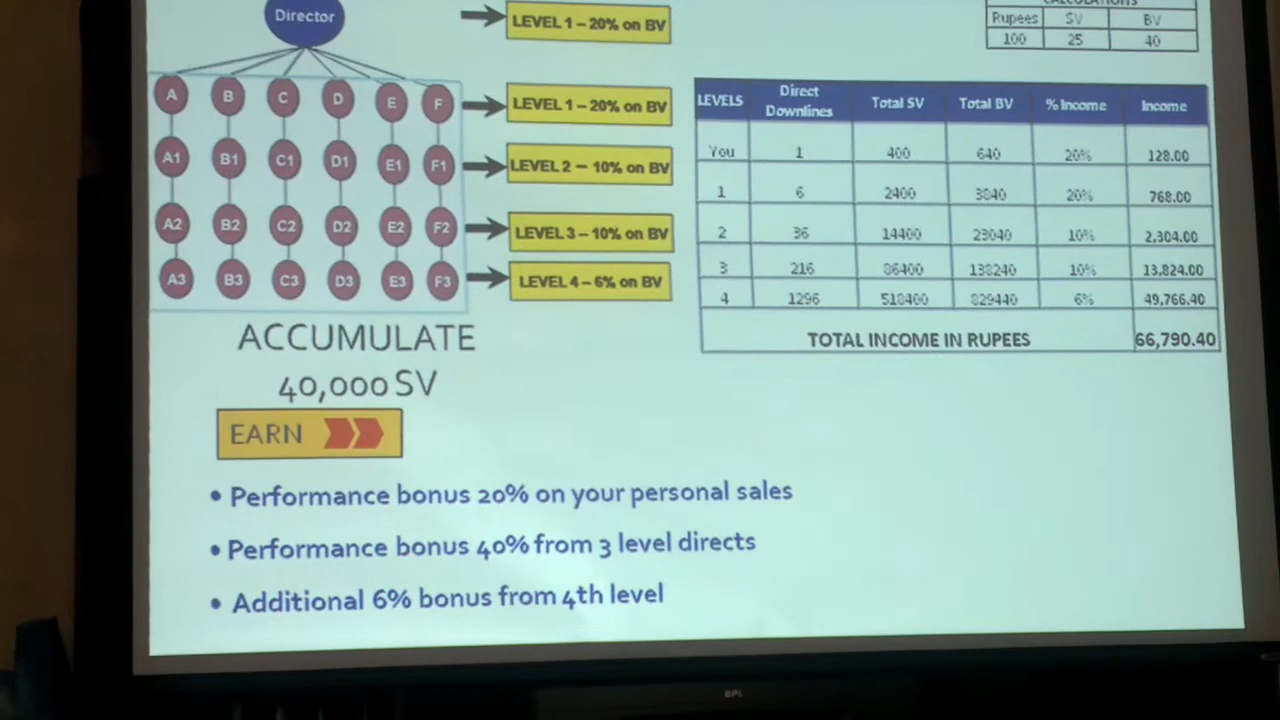 CALCULATIONS
Rupees SV BV
100 25 40
Director
LEVEL 1 – 20% on BV
A B C D E F
LEVEL 1 – 20% on BV
A1 B1 C1 D1 E1 F1
LEVEL 2 – 10% on BV
A2 B2 C2 D2 E2 F2
LEVEL 3 – 10% on BV
A3 B3 C3 D3 E3 F3
LEVEL 4 – 6% on BV
LEVELS Direct Downlines Total SV Total BV % Income Income
You 1 400 640 20% 128.00
1 6 2400 3840 20% 768.00
2 36 14400 23040 10% 2,304.00
3 216 86400 138240 10% 13,824.00
4 1296 518400 829440 6% 49,766.40
TOTAL INCOME IN RUPEES 66,790.40
ACCUMULATE
40,000 SV
EARN
• Performance bonus 20% on your personal sales
• Performance bonus 40% from 3 level directs
• Additional 6% bonus from 4th level
BPL